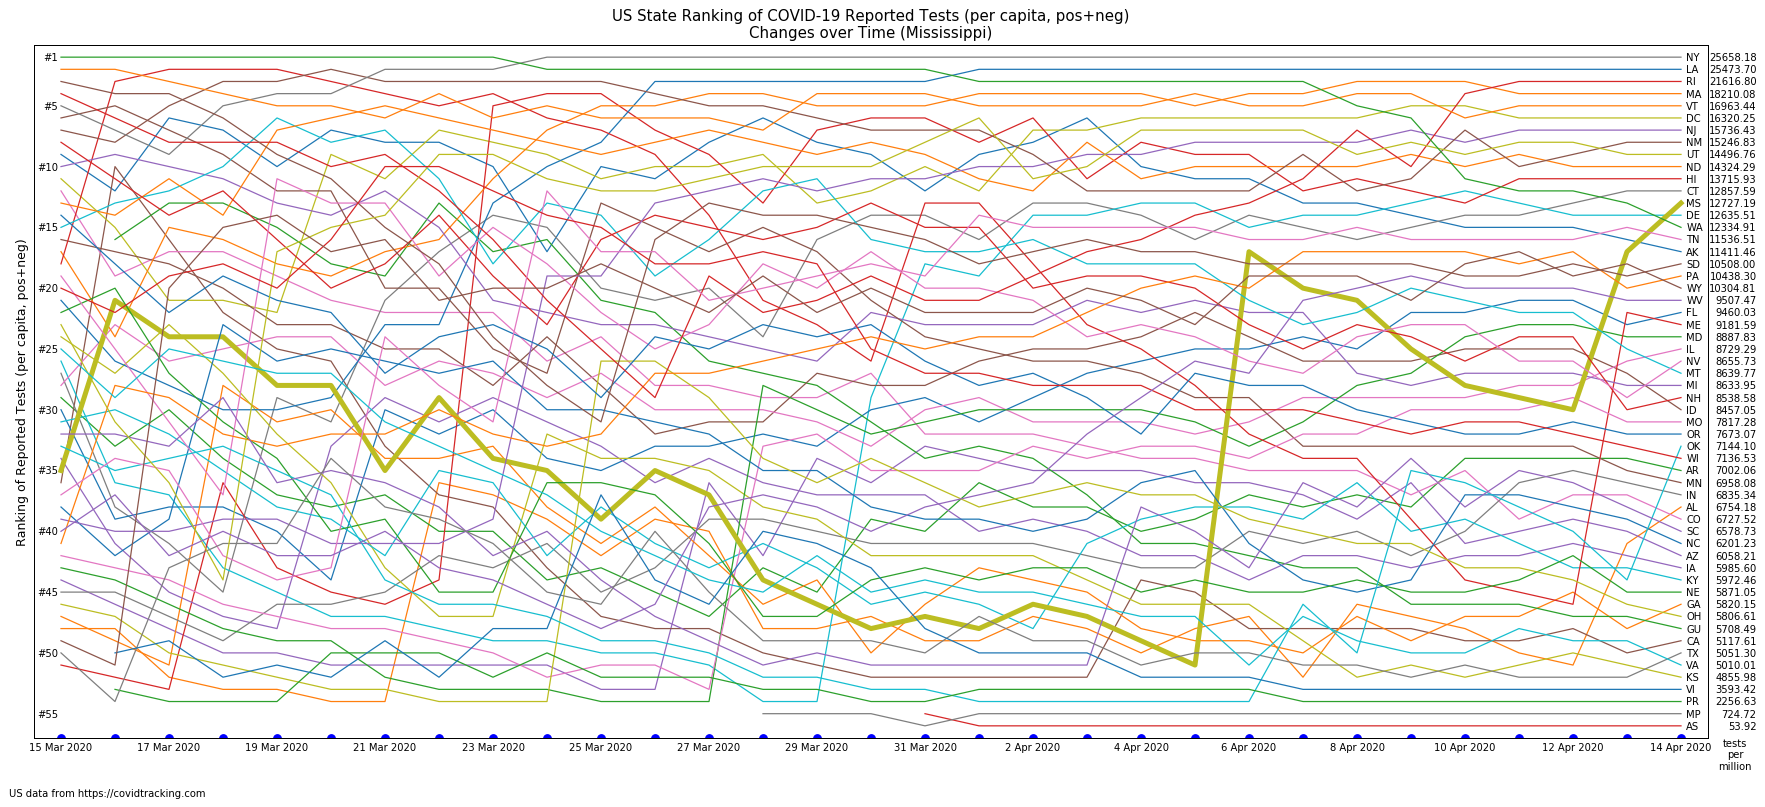 US State Ranking of COVID-19 Reported Tests (per capita, pos+neg)
Changes over Time (Mississippi)
Ranking of Reported Tests (per capita, pos+neg)
#1
#5
#10
#15
#20
#25
#30
#35
#40
#45
#50
#55
NY 25658.18
LA 25473.70
RI 21616.80
MA 18210.08
VT 16963.44
DC 16320.25
NJ 15736.43
NM 15246.83
UT 14496.76
ND 14324.29
HI 13715.93
CT 12857.59
MS 12727.19
DE 12635.51
WA 12334.91
TN 11536.51
AK 11411.46
SD 10508.00
PA 10438.30
WY 10304.81
WV 9507.47
FL 9460.03
ME 9181.59
MD 8887.83
IL 8729.29
NV 8655.73
MT 8639.77
MI 8633.95
NH 8538.58
ID 8457.05
MO 7817.28
OR 7673.07
OK 7144.10
WI 7136.53
AR 7002.06
MN 6958.08
IN 6835.34
AL 6754.18
CO 6727.52
SC 6578.73
NC 6201.23
AZ 6058.21
IA 5985.60
KY 5972.46
NE 5871.05
GA 5820.15
OH 5806.61
GU 5708.49
CA 5117.61
TX 5051.30
VA 5010.01
KS 4855.98
VI 3593.42
PR 2256.63
MP 724.72
AS 53.92
15 Mar 2020 17 Mar 2020 19 Mar 2020 21 Mar 2020 23 Mar 2020 25 Mar 2020 27 Mar 2020 29 Mar 2020 31 Mar 2020 2 Apr 2020 4 Apr 2020 6 Apr 2020 8 Apr 2020 10 Apr 2020 12 Apr 2020 14 Apr 2020
tests
per
million
US data from https://covidtracking.com